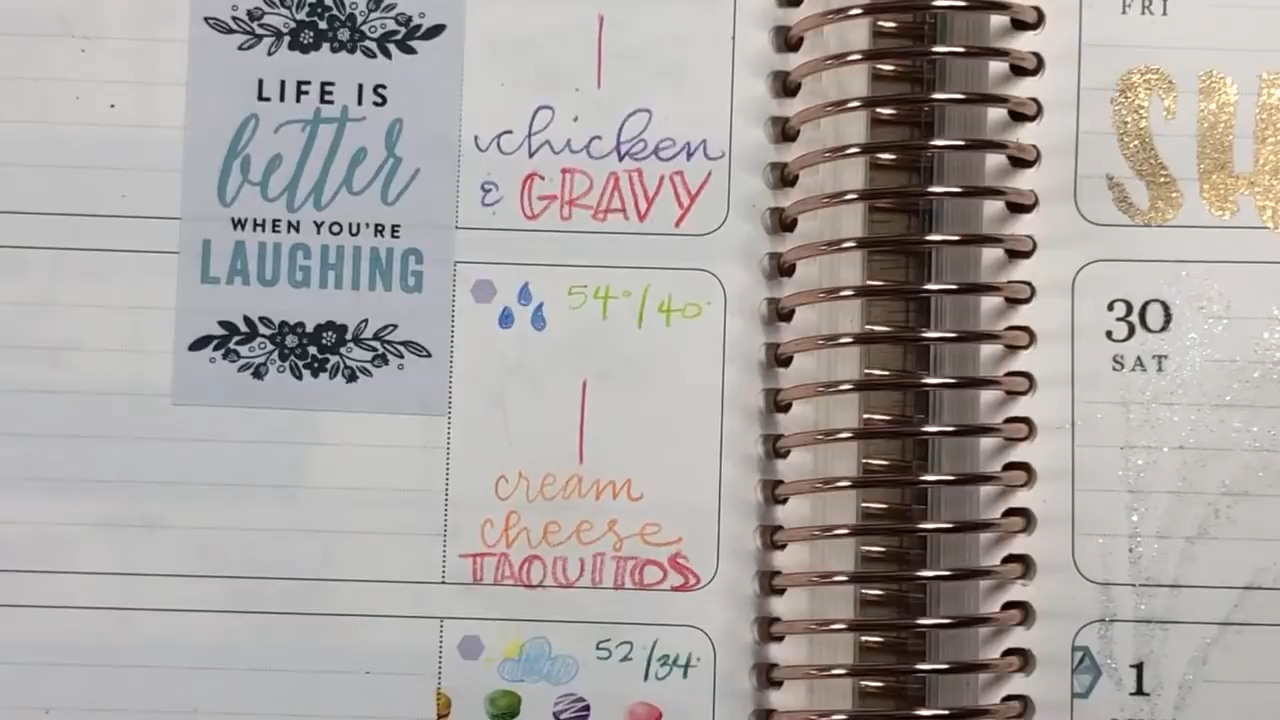 LIFE IS
better
WHEN YOU'RE
LAUGHING
chicken
& GRAVY
54°/40°
cream
cheese
TAQUITOS
52/34°
FRI
SH
30
SAT
1